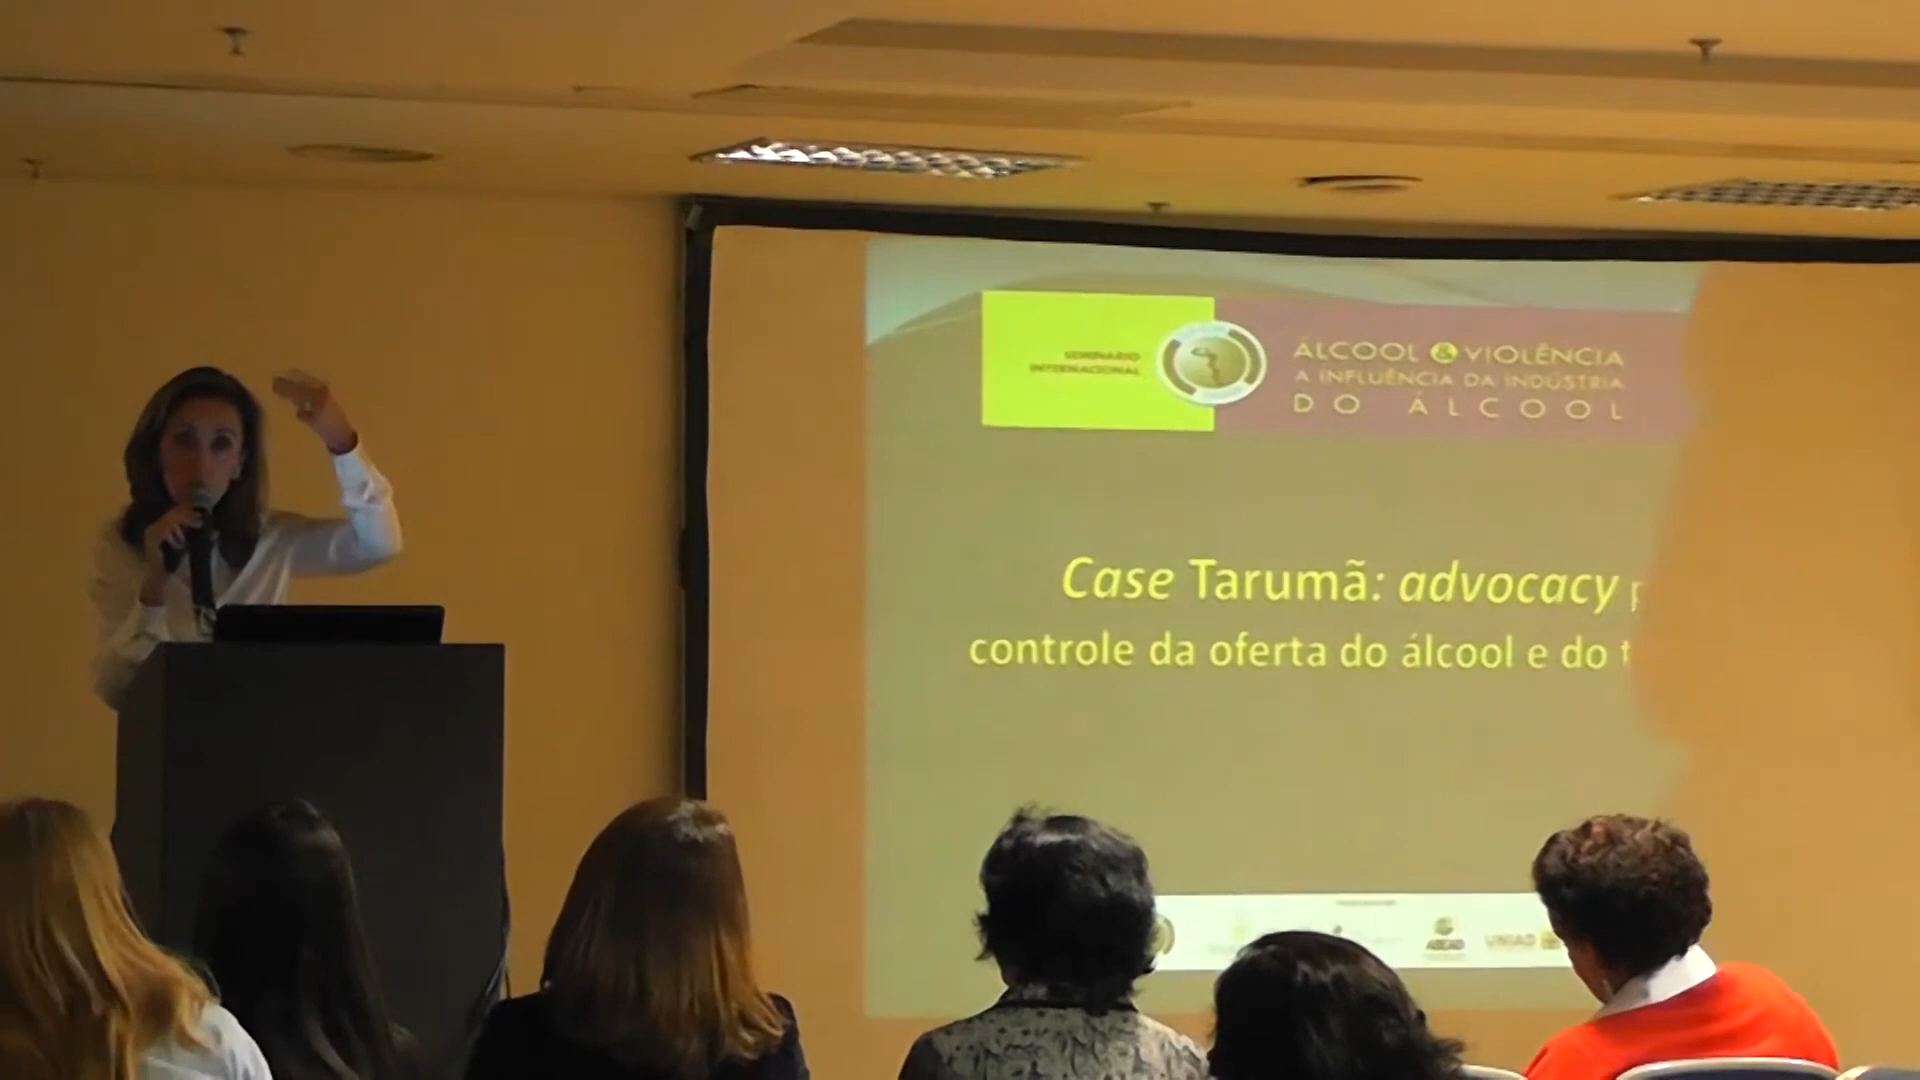 SEMINÁRIO
INTERNACIONAL
ÁLCOOL & VIOLÊNCIA
A INFLUÊNCIA DA INDÚSTRIA
DO ÁLCOOL
Case Tarumã: advocacy
controle da oferta do álcool e do
ABEAD
UNIAD